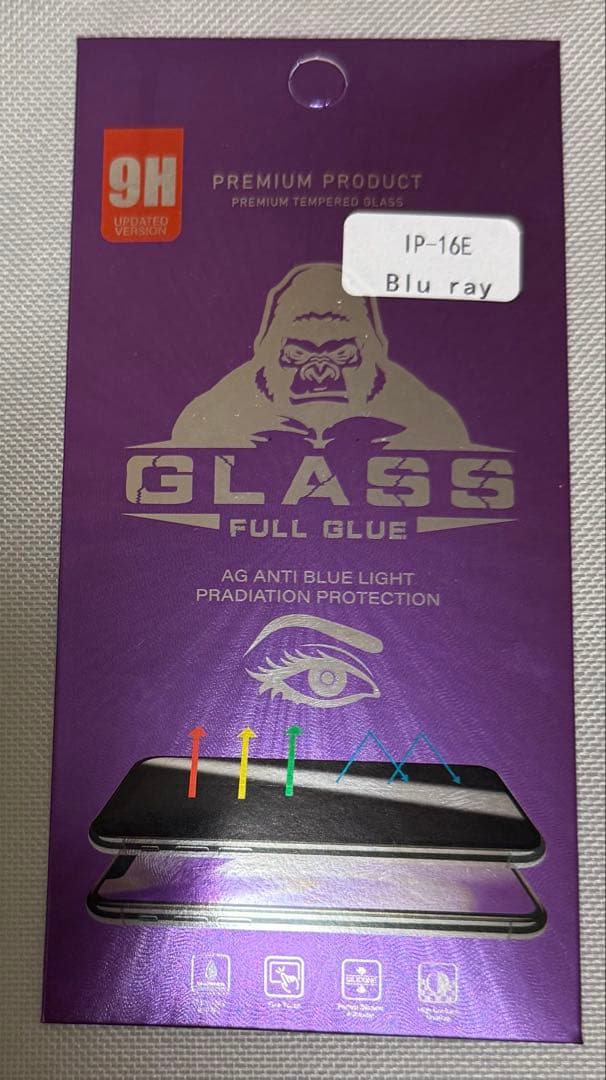 9H
UPDATED
VERSION
PREMIUM PRODUCT
PREMIUM TEMPERED GLASS
IP-16E
Blu ray
GLASS
FULL GLUE
AG ANTI BLUE LIGHT
PRADIATION PROTECTION